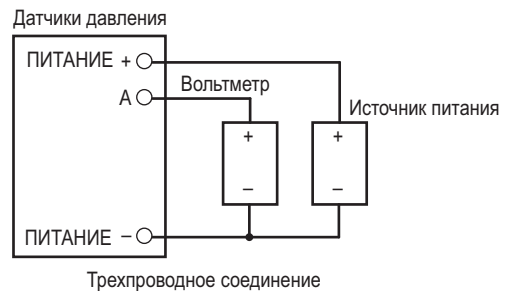 Датчики давления
ПИТАНИЕ +
А
Вольтметр
Источник питания
+
+
–
–
ПИТАНИЕ –
Трехпроводное соединение